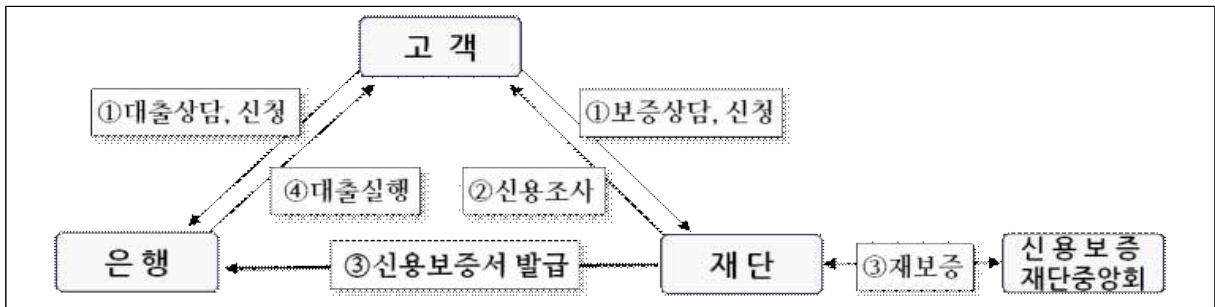 고 객
①대출상담, 신청
①보증상담, 신청
④대출실행
②신용조사
은 행
③신용보증서 발급
재 단
③재보증
신 용 보 증
재단중앙회